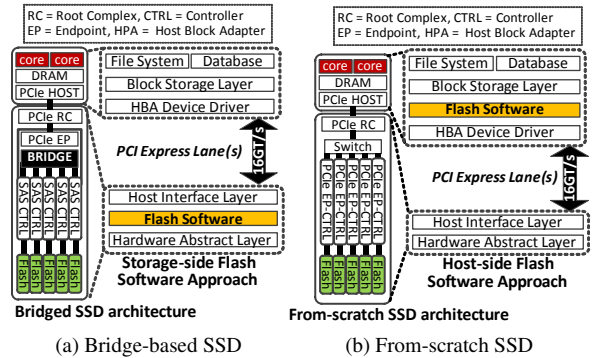 RC = Root Complex, CTRL = Controller
EP = Endpoint, HPA = Host Block Adapter
core core
DRAM
PCIe HOST
PCIe RC
PCIe EP
BRIDGE
SAS CTRL
SAS CTRL
SAS CTRL
SAS CTRL
SAS CTRL
Flash
Flash
Flash
Flash
Flash
File System Database
Block Storage Layer
HBA Device Driver
PCI Express Lane(s)
16GT/s
Host Interface Layer
Flash Software
Hardware Abstract Layer
Storage-side Flash
Software Approach
Bridged SSD architecture
(a) Bridge-based SSD
RC = Root Complex, CTRL = Controller
EP = Endpoint, HPA = Host Block Adapter
core core
DRAM
PCIe HOST
PCIe RC
Switch
PCIe EP-CTRL
PCIe EP-CTRL
PCIe EP-CTRL
PCIe EP-CTRL
PCIe EP-CTRL
Flash
Flash
Flash
Flash
Flash
File System Database
Block Storage Layer
Flash Software
HBA Device Driver
PCI Express Lane(s)
16GT/s
Host Interface Layer
Hardware Abstract Layer
Host-side Flash
Software Approach
From-scratch SSD architecture
(b) From-scratch SSD